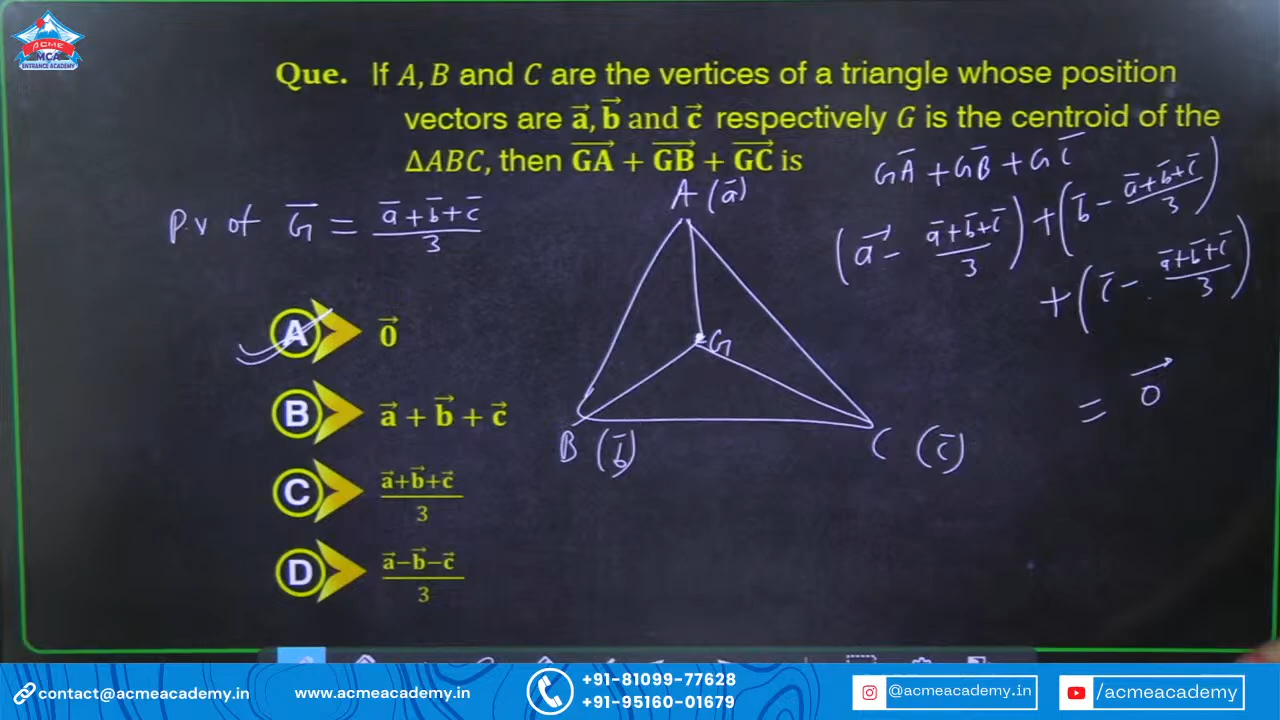 ACME
MCA
ENTRANCE ACADEMY
Que. If A, B and C are the vertices of a triangle whose position
vectors are a⃗, b⃗ and c⃗ respectively G is the centroid of the
ΔABC, then GA⃗ + GB⃗ + GC⃗ is
P.V of G̅ = (a̅+b̅+c̅)/3
A(a̅)
GA̅ + GB̅ + GC̅
(a⃗ - (a̅+b̅+c̅)/3) + (b̅ - (a̅+b̅+c̅)/3)
+ (c̅ - (a̅+b̅+c̅)/3)
= 0⃗
G
B (b̅)
C (c̅)
A 0⃗
B a⃗ + b⃗ + c⃗
C (a⃗+b⃗+c⃗)/3
D (a⃗−b⃗−c⃗)/3
contact@acmeacademy.in
www.acmeacademy.in
+91-81099-77628
+91-95160-01679
@acmeacademy.in
/acmeacademy